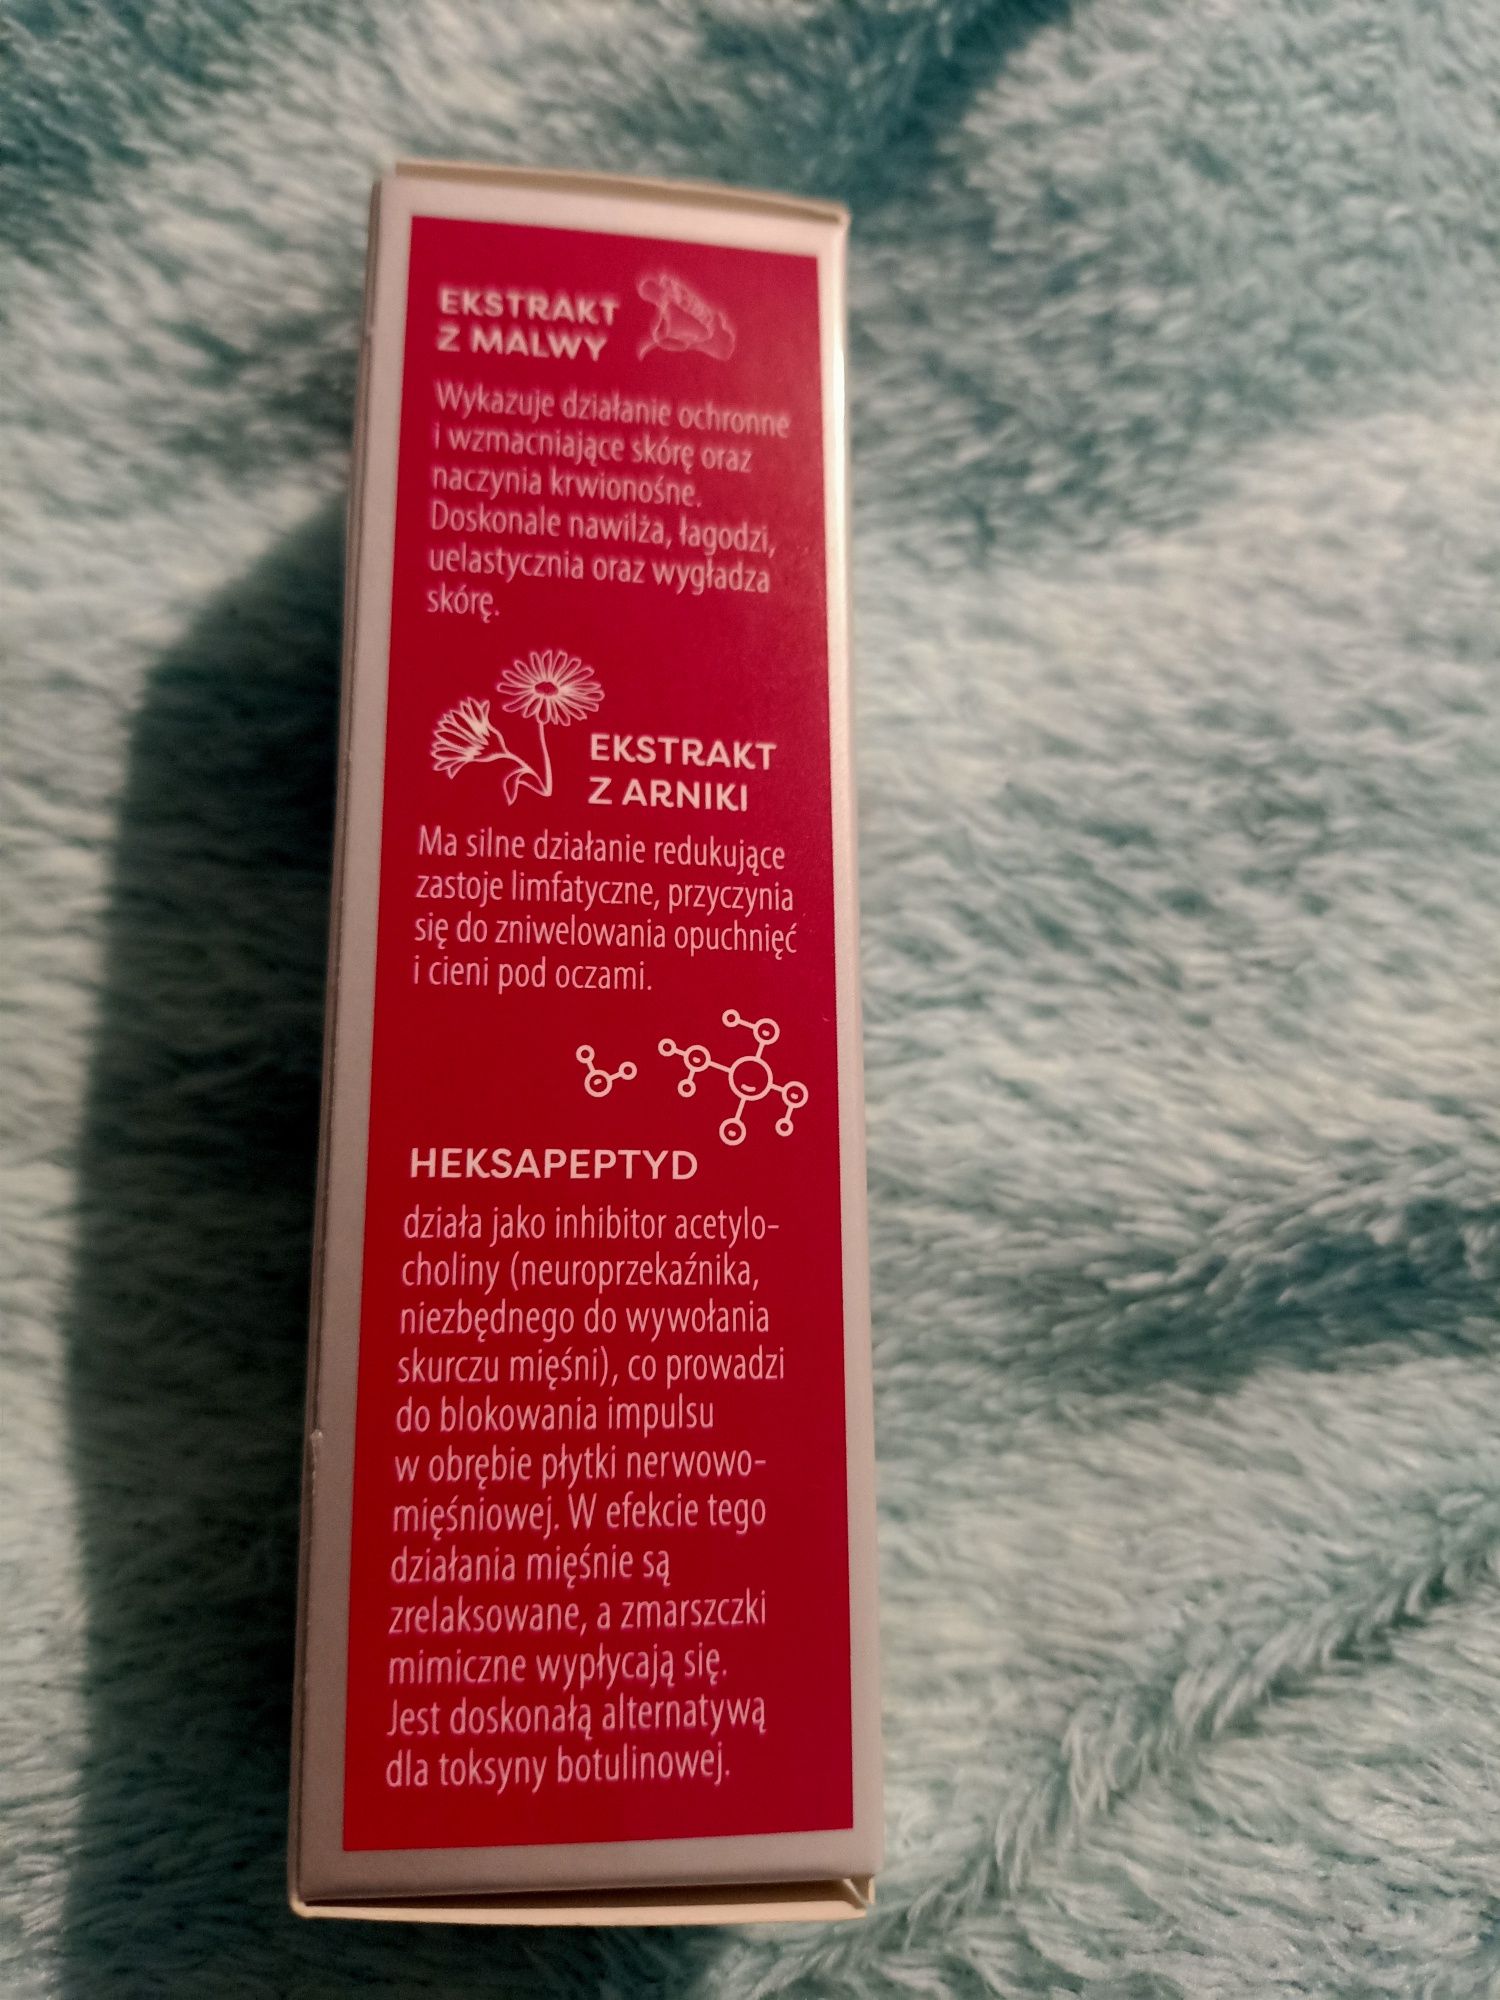 EKSTRAKT
Z MALWY
Wykazuje działanie ochronne
i wzmacniające skórę oraz
naczynia krwionośne.
Doskonale nawilża, łagodzi,
uelastycznia oraz wygładza
skórę.
EKSTRAKT
Z ARNIKI
Ma silne działanie redukujące
zastoje limfatyczne, przyczynia
się do zniwelowania opuchnięć
i cieni pod oczami.
HEKSAPEPTYD
działa jako inhibitor acetylo-
choliny (neuroprzekaźnika,
niezbędnego do wywołania
skurczu mięśni), co prowadzi
do blokowania impulsu
w obrębie płytki nerwowo-
mięśniowej. W efekcie tego
działania mięśnie są
zrelaksowane, a zmarszczki
mimiczne wypłycają się.
Jest doskonałą alternatywą
dla toksyny botulinowej.